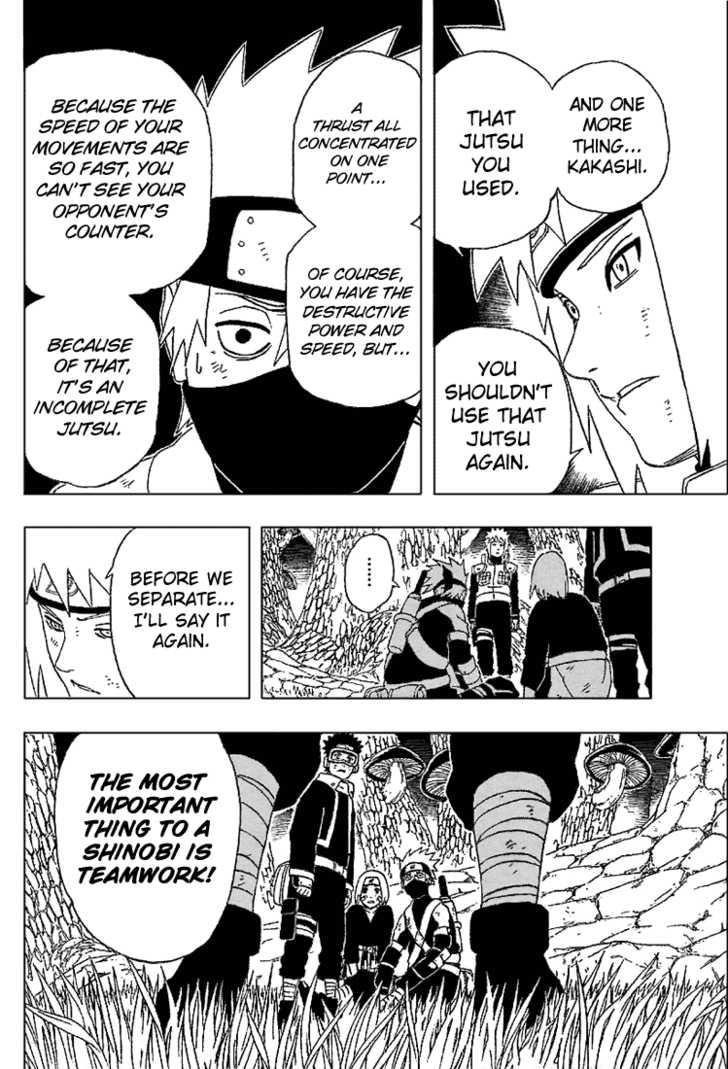 AND ONE
MORE
THING...
KAKASHI.
THAT
JUTSU
YOU
USED.
YOU
SHOULDN'T
USE THAT
JUTSU
AGAIN.
A
THRUST ALL
CONCENTRATED
ON ONE
POINT...
OF COURSE,
YOU HAVE THE
DESTRUCTIVE
POWER AND
SPEED, BUT...
BECAUSE THE
SPEED OF YOUR
MOVEMENTS ARE
SO FAST, YOU
CAN'T SEE YOUR
OPPONENT'S
COUNTER.
BECAUSE
OF THAT,
IT'S AN
INCOMPLETE
JUTSU.
......
BEFORE WE
SEPARATE...
I'LL SAY IT
AGAIN.
THE MOST
IMPORTANT
THING TO A
SHINOBI IS
TEAMWORK!